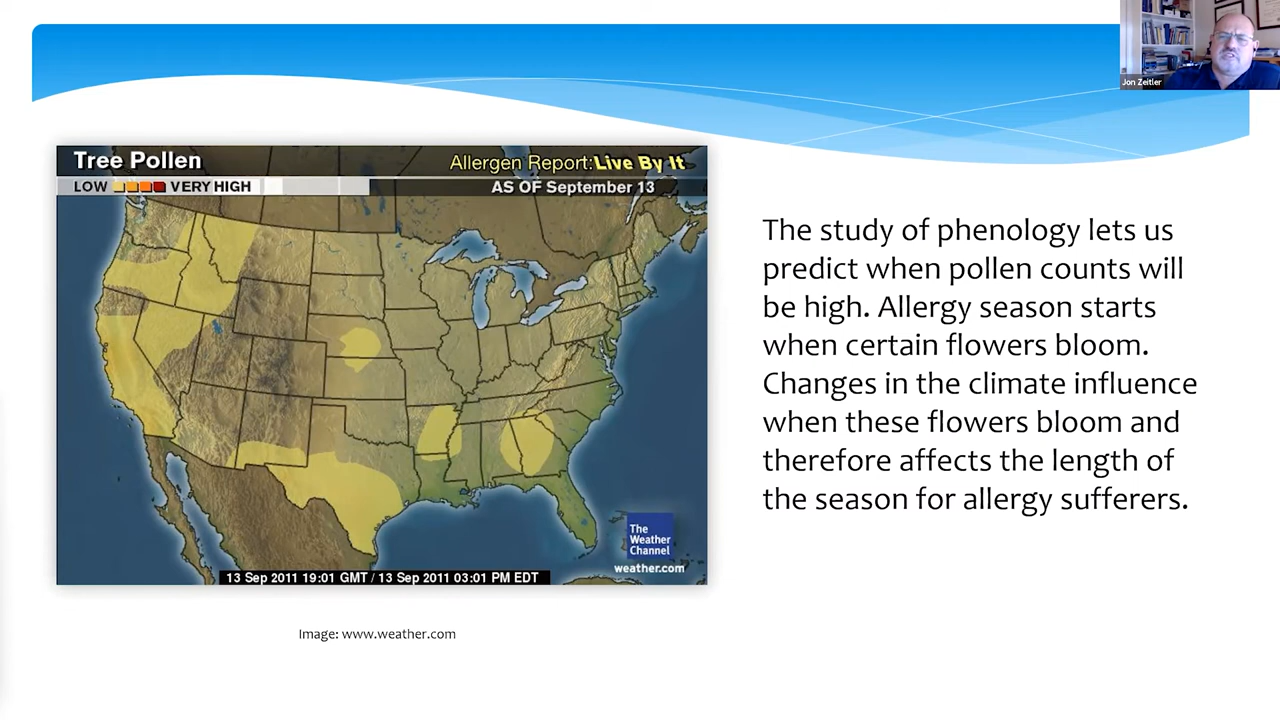 Jon Zeitler
Tree Pollen
Allergen Report:Live By It
LOW VERY HIGH
AS OF September 13
The study of phenology lets us
predict when pollen counts will
be high. Allergy season starts
when certain flowers bloom.
Changes in the climate influence
when these flowers bloom and
therefore affects the length of
the season for allergy sufferers.
The
Weather
Channel
weather.com
13 Sep 2011 19:01 GMT / 13 Sep 2011 03:01 PM EDT
Image: www.weather.com